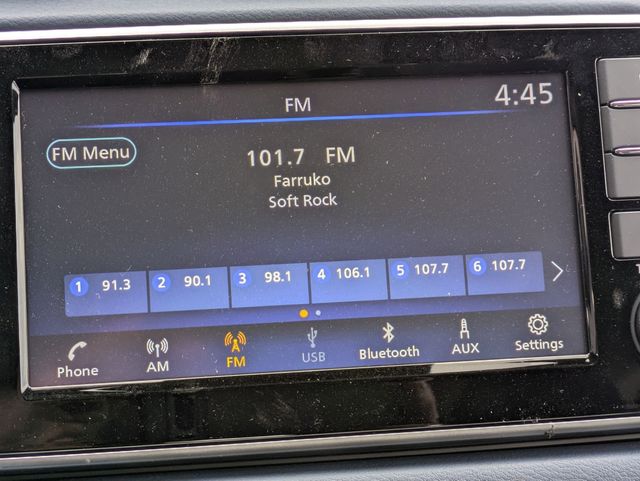 FM
4:45
FM Menu
101.7 FM
Farruko
Soft Rock
1 91.3 2 90.1 3 98.1 4 106.1 5 107.7 6 107.7
Phone AM FM USB Bluetooth AUX Settings